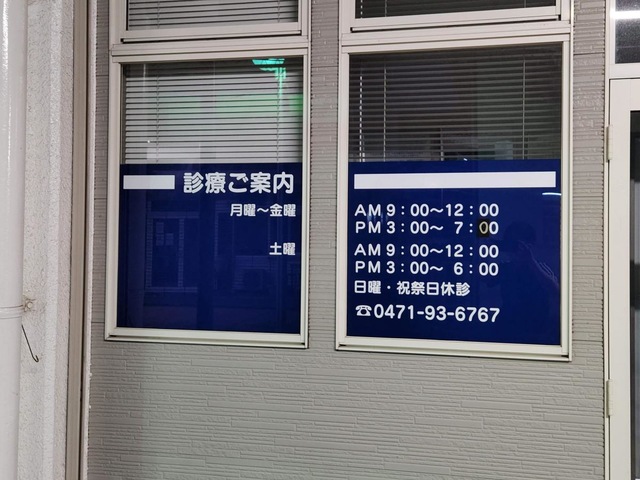 診療ご案内
月曜～金曜 AM 9：00～12：00
PM 3：00～ 7：00
土曜 AM 9：00～12：00
PM 3：00～ 6：00
日曜・祝祭日休診
☎0471-93-6767